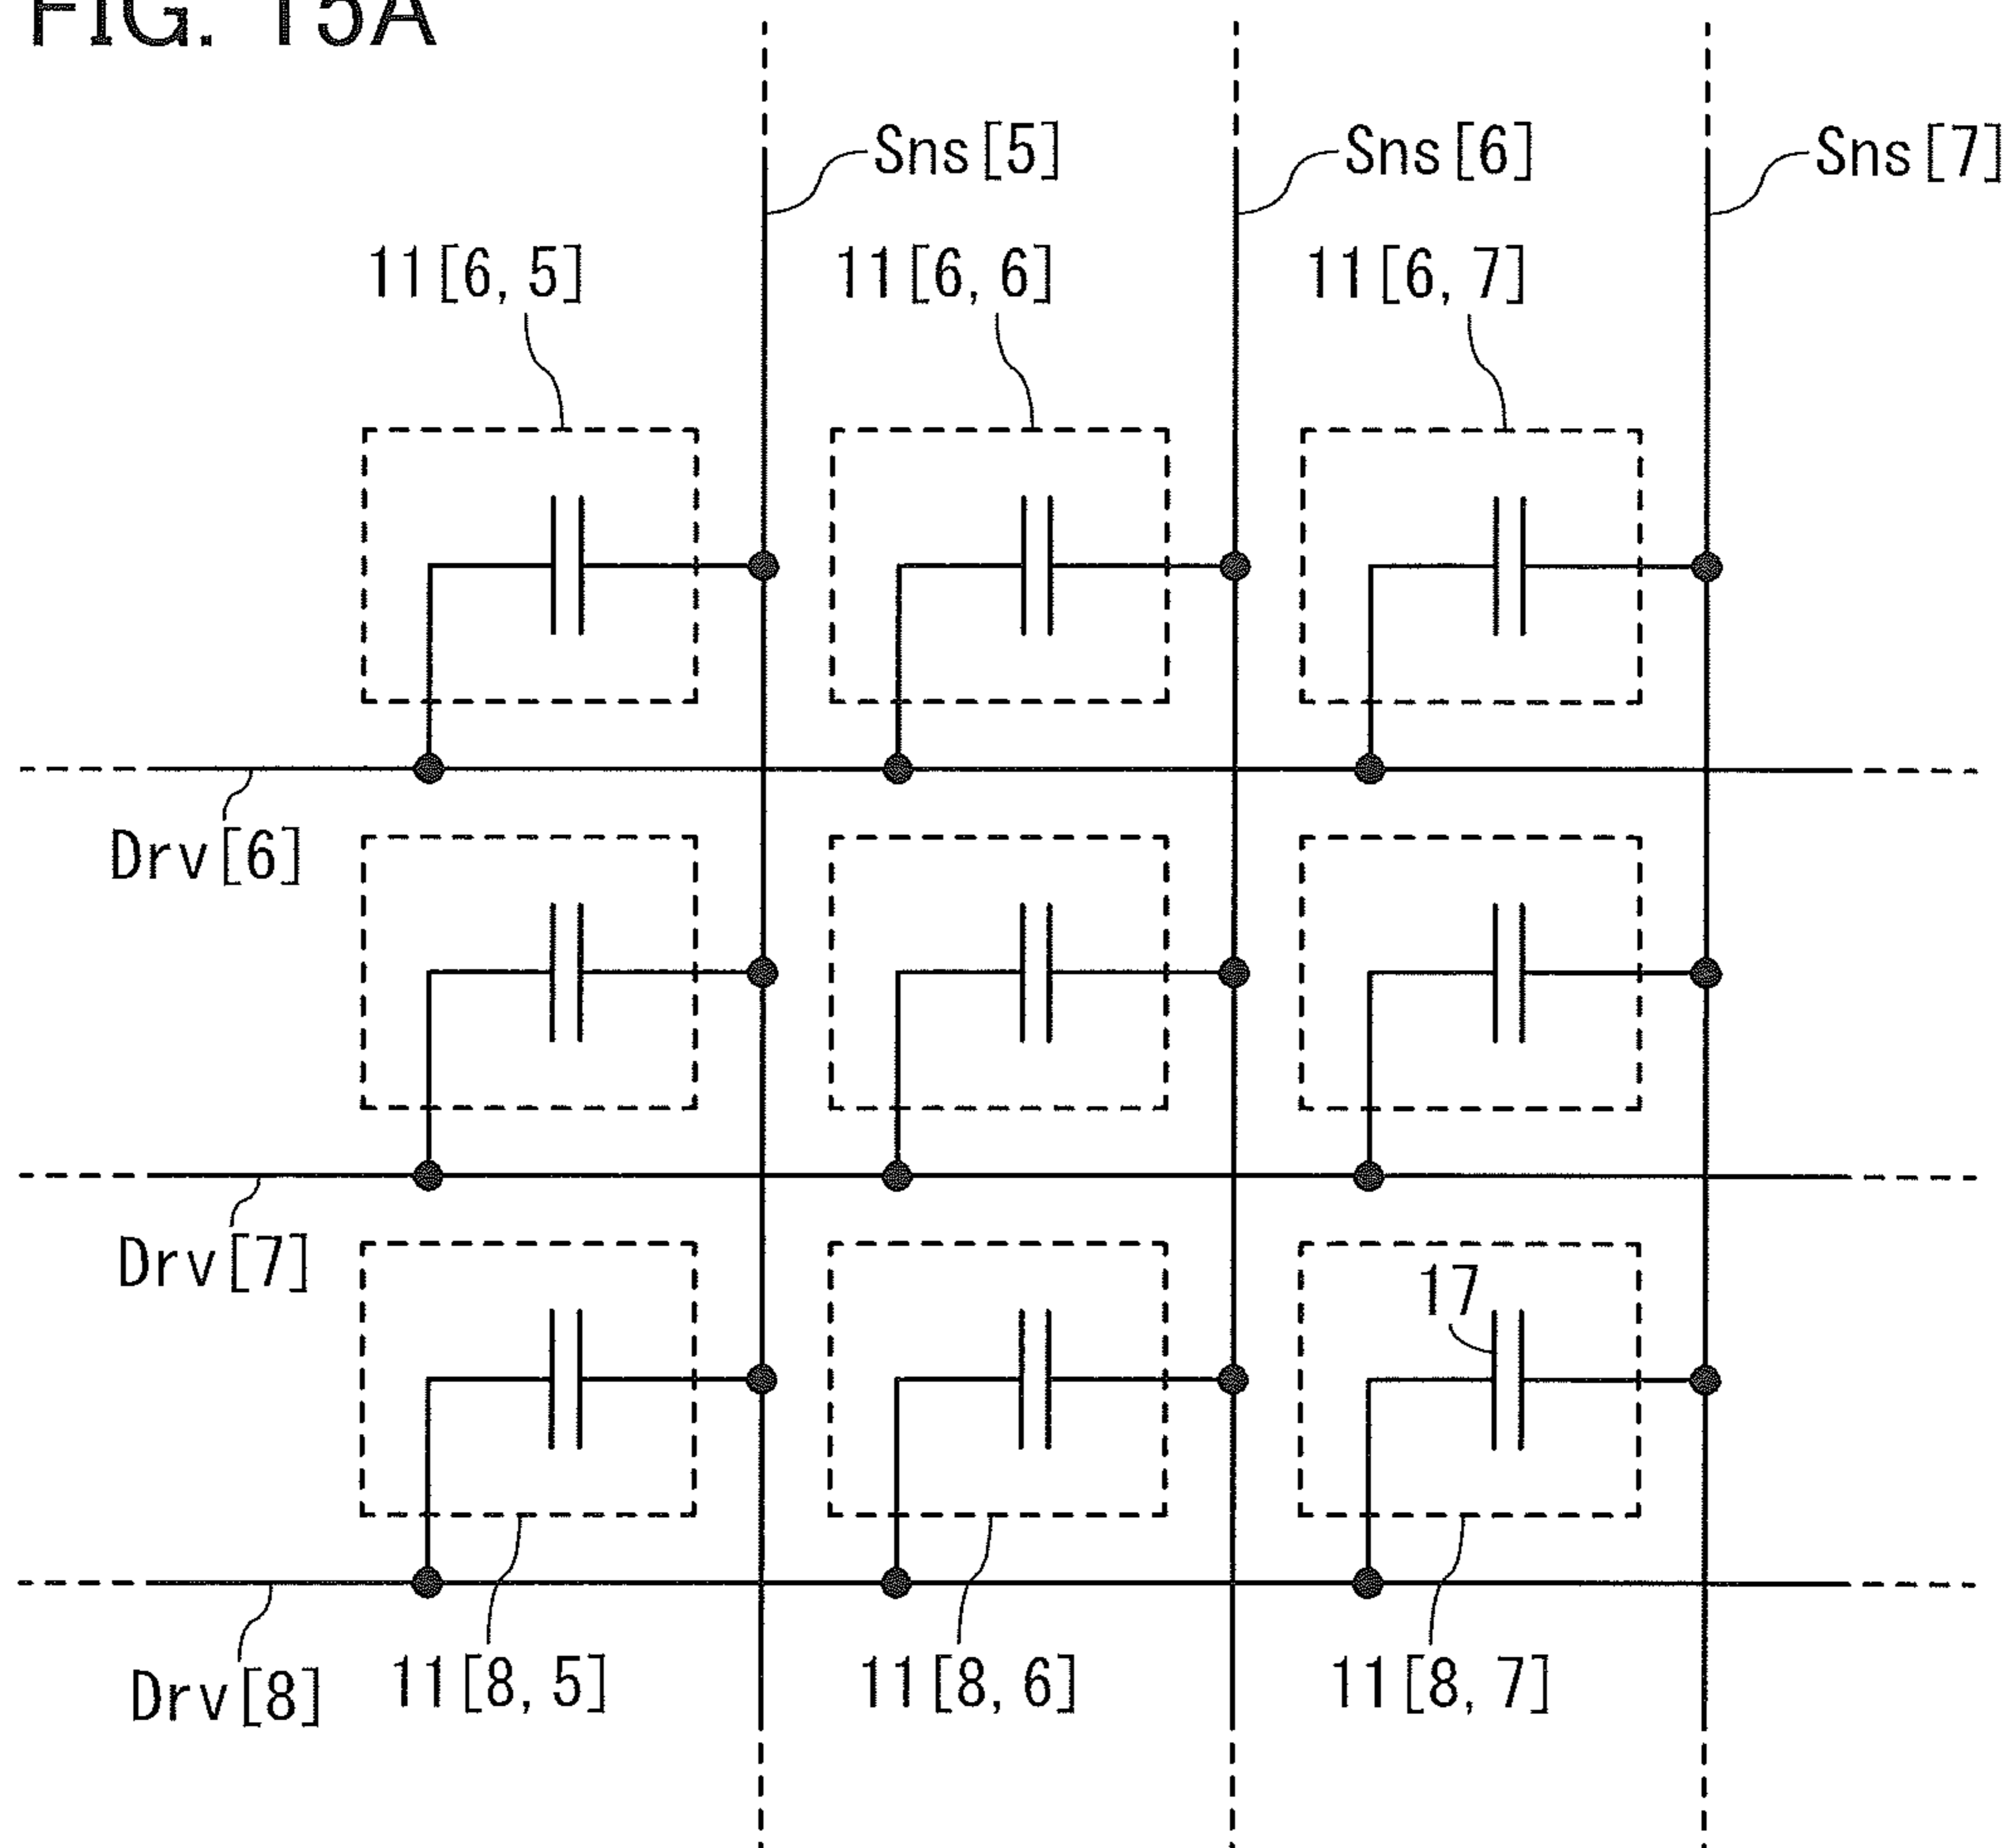 FIG. 15A
Sns[5]
Sns[6]
Sns[7]
11[6, 5]
11[6, 6]
11[6, 7]
Drv[6]
Drv[7]
17
Drv[8]
11[8, 5]
11[8, 6]
11[8, 7]